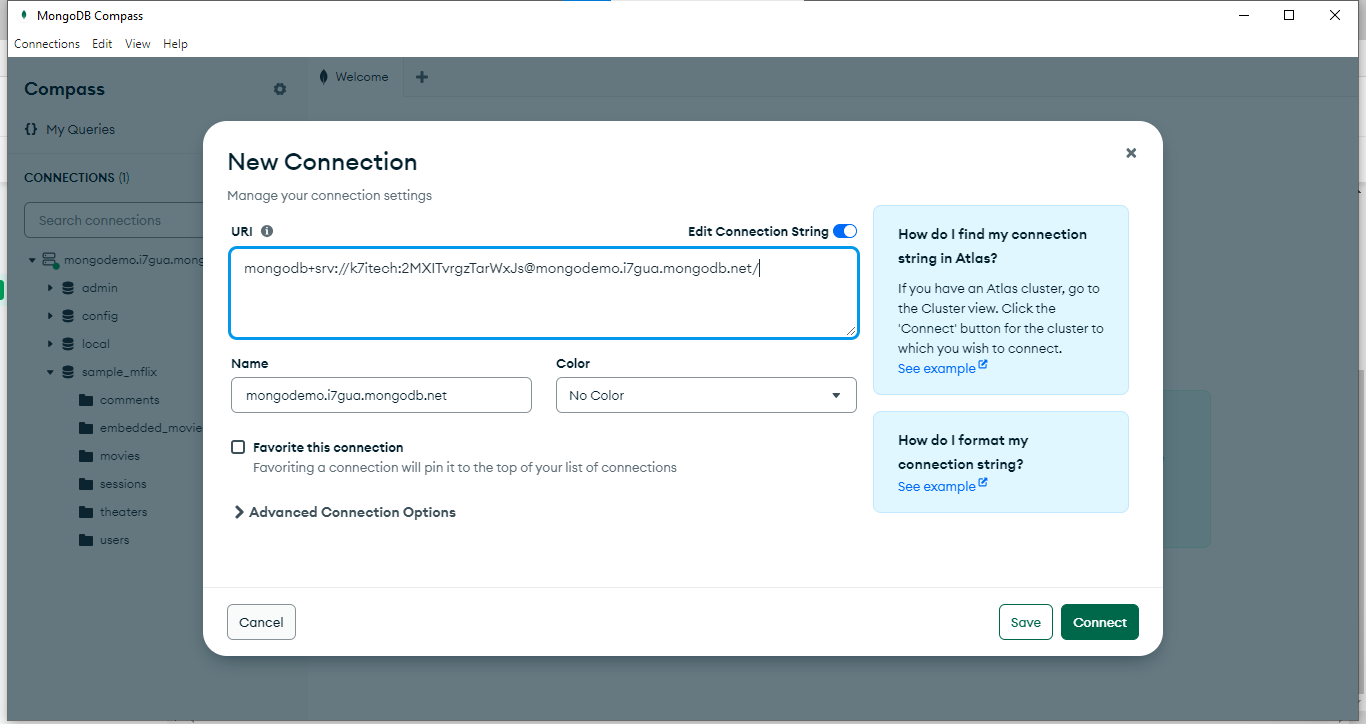 MongoDB Compass
Connections Edit View Help
Compass
Welcome
My Queries
CONNECTIONS (1)
Search connections
mongodemo.i7gua.mong
admin
config
local
sample_mflix
comments
embedded_movie
movies
sessions
theaters
users
New Connection
Manage your connection settings
URI
Edit Connection String
mongodb+srv://k7itech:2MXITvrgzTarWxJs@mongodemo.i7gua.mongodb.net/
Name
mongodemo.i7gua.mongodb.net
Color
No Color
Favorite this connection
Favoriting a connection will pin it to the top of your list of connections
Advanced Connection Options
How do I find my connection
string in Atlas?
If you have an Atlas cluster, go to
the Cluster view. Click the
'Connect' button for the cluster to
which you wish to connect.
See example
How do I format my
connection string?
See example
Cancel
Save
Connect